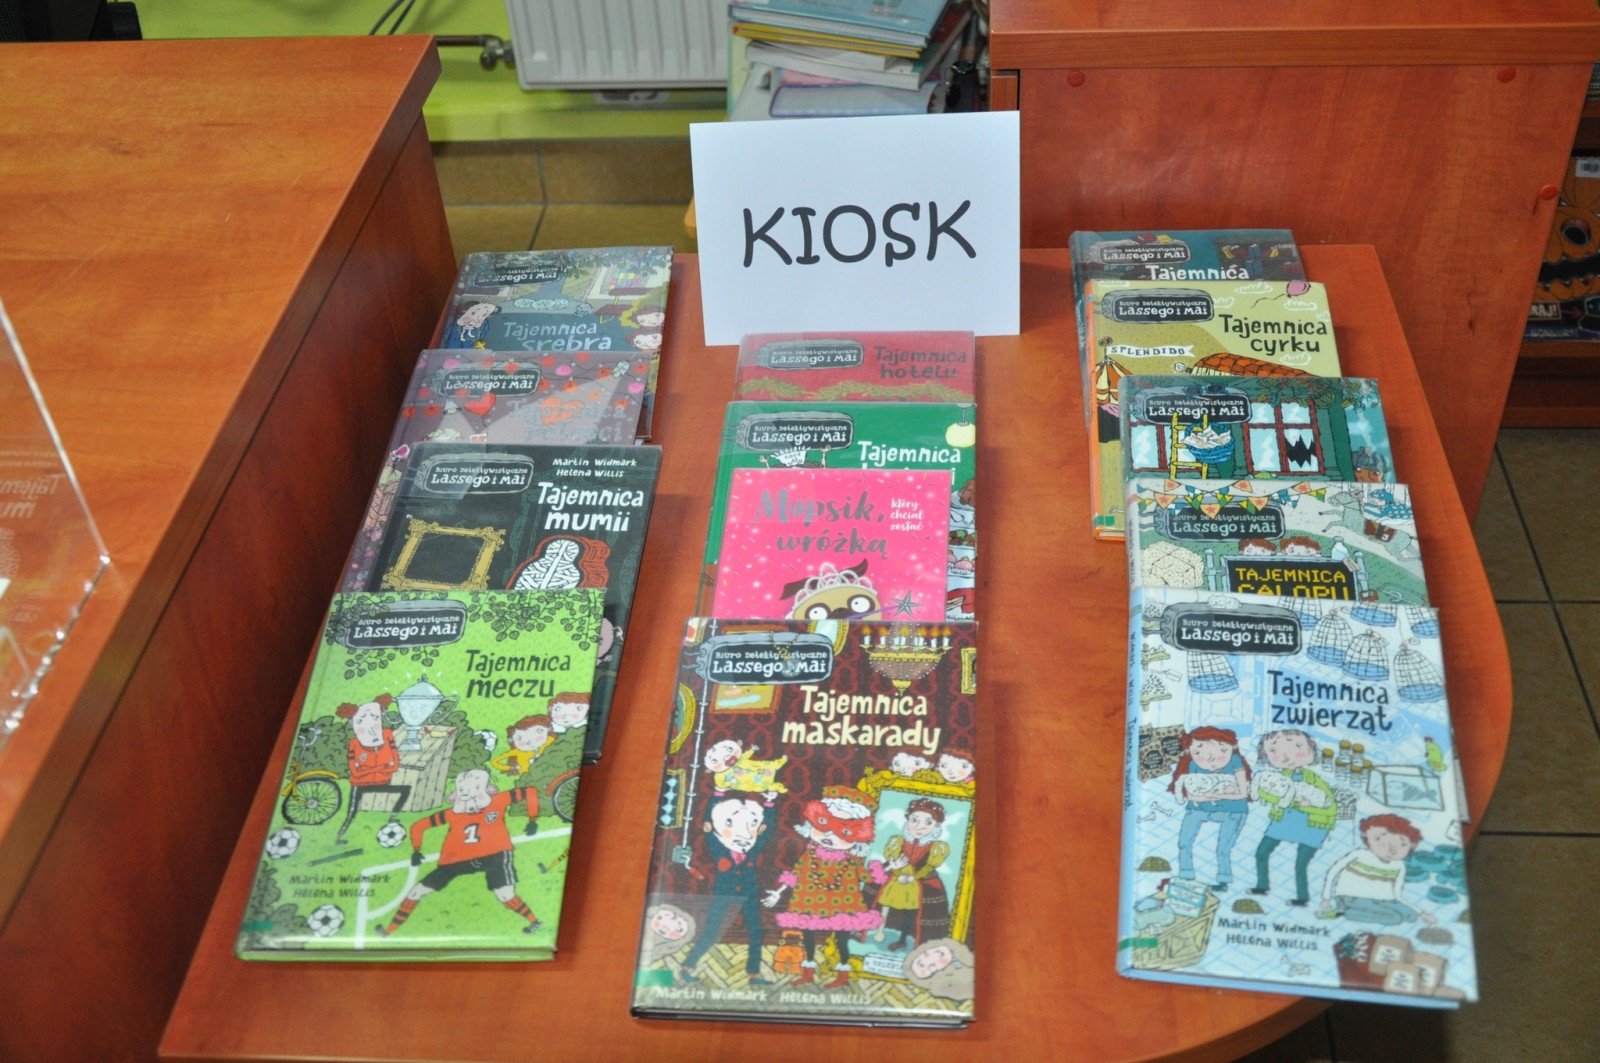 KIOSK
Biuro Detektywistyczne
Lassego i Mai
Tajemnica
srebra
Biuro Detektywistyczne
Lassego i Mai
Tajemnica
Biuro Detektywistyczne
Lassego i Mai
Martin Widmark
Helena Willis
Tajemnica
mumii
Biuro Detektywistyczne
Lassego i Mai
Tajemnica
meczu
Martin Widmark
Helena Willis
1
Biuro Detektywistyczne
Lassego i Mai
Tajemnica
hotelu
Biuro Detektywistyczne
Lassego i Mai
Tajemnica
Mopsik,
który
chciał
zostać
wróżką
Biuro Detektywistyczne
Lassego i Mai
Tajemnica
maskarady
Martin Widmark Helena Willis
Biuro Detektywistyczne
Lassego i Mai
Tajemnica
Biuro Detektywistyczne
Lassego i Mai
Tajemnica
cyrku
SPLENDIDO
Biuro Detektywistyczne
Lassego i Mai
Biuro Detektywistyczne
Lassego i Mai
TAJEMNICA
GALOPU
Biuro Detektywistyczne
Lassego i Mai
Tajemnica
zwierząt
Martin Widmark
Helena Willis